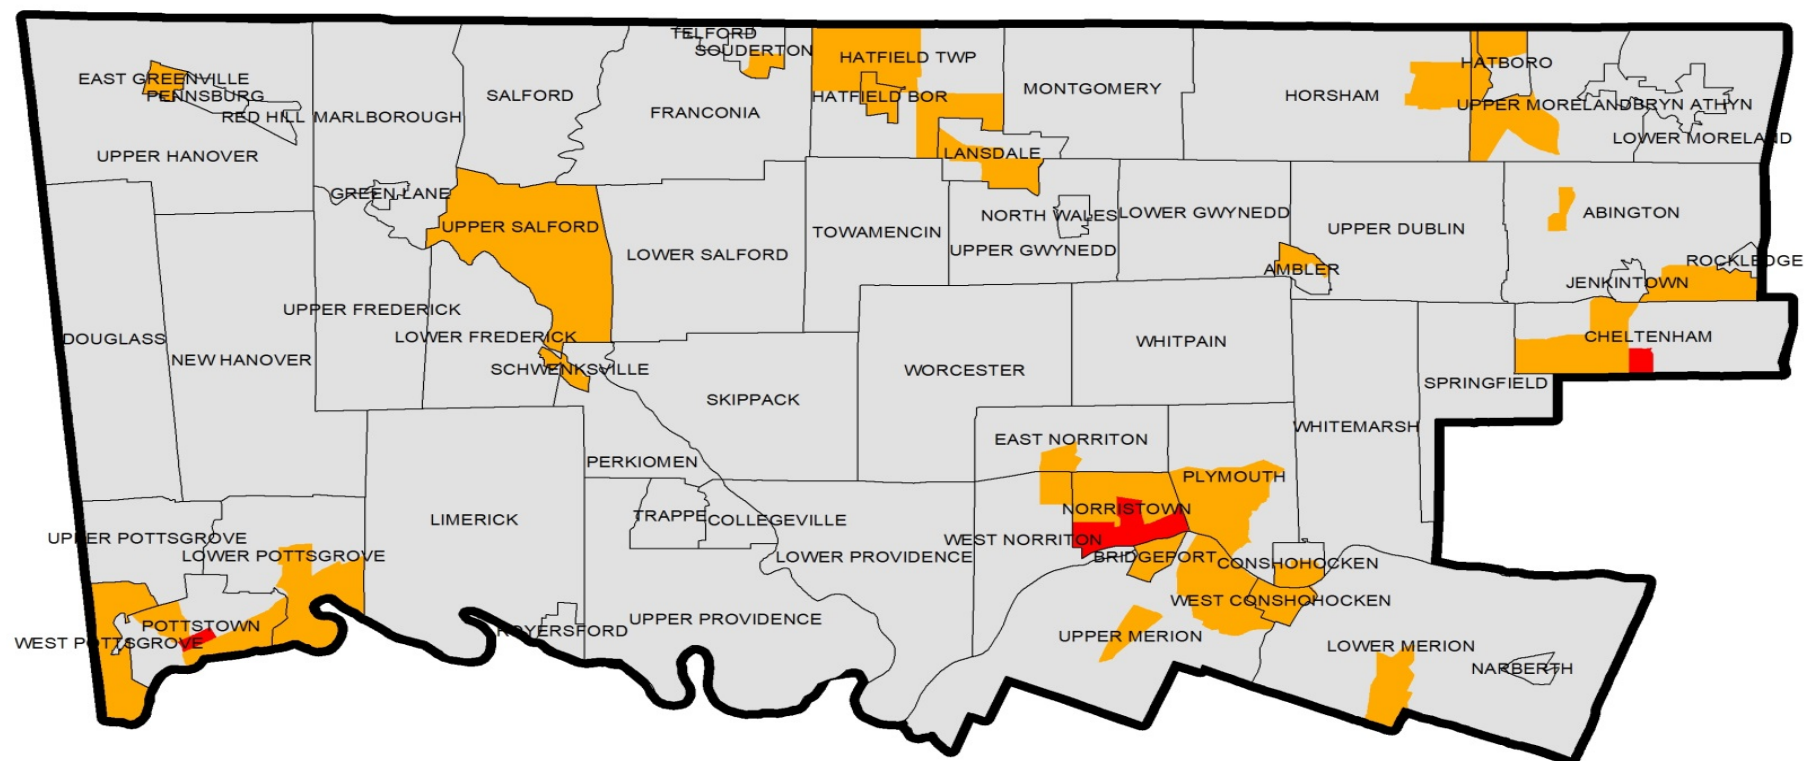 TELFORD
SOUDERTON
HATFIELD TWP
HATBORO
EAST GREENVILLE
PENNSBURG
SALFORD
MONTGOMERY
HORSHAM
HATFIELD BOR
UPPER MORELAND
BRYN ATHYN
RED HILL
MARLBOROUGH
FRANCONIA
LOWER MORELAND
UPPER HANOVER
LANSDALE
GREEN LANE
UPPER SALFORD
NORTH WALES
LOWER GWYNEDD
ABINGTON
TOWAMENCIN
UPPER DUBLIN
LOWER SALFORD
UPPER GWYNEDD
AMBLER
ROCKLEDGE
JENKINTOWN
UPPER FREDERICK
DOUGLASS
LOWER FREDERICK
WHITPAIN
CHELTENHAM
NEW HANOVER
SCHWENKSVILLE
WORCESTER
SPRINGFIELD
SKIPPACK
WHITEMARSH
EAST NORRITON
PERKIOMEN
PLYMOUTH
NORRISTOWN
LIMERICK
TRAPPE
COLLEGEVILLE
UPPER POTTSGROVE
WEST NORRITON
LOWER POTTSGROVE
LOWER PROVIDENCE
BRIDGEPORT
CONSHOHOCKEN
WEST CONSHOHOCKEN
POTTSTOWN
UPPER PROVIDENCE
ROYERSFORD
WEST POTTSGROVE
UPPER MERION
LOWER MERION
NARBERTH